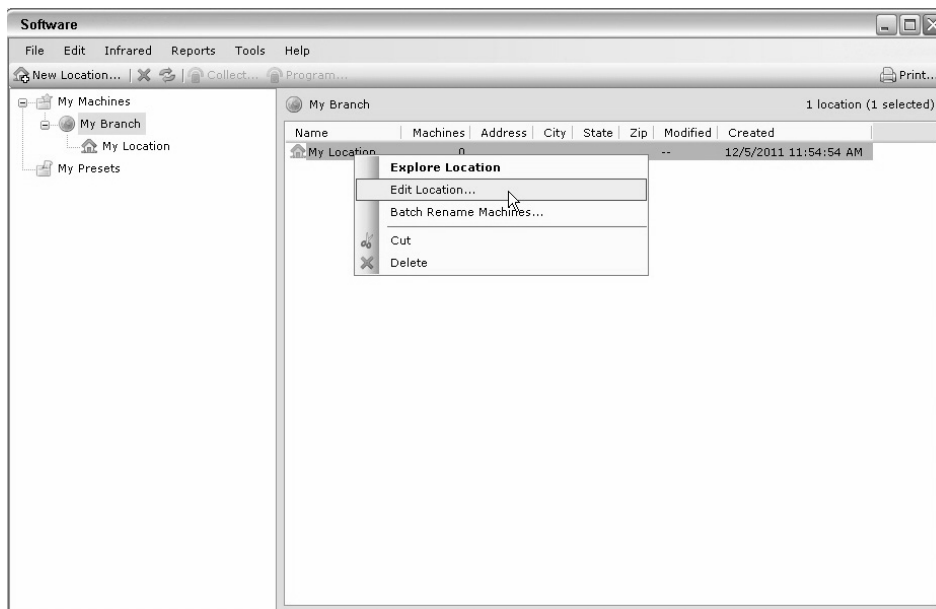 Software
File Edit Infrared Reports Tools Help
New Location... Collect... Program... Print...
My Machines
My Branch
My Location
My Presets
My Branch 1 location (1 selected)
Name Machines Address City State Zip Modified Created
My Location 0 -- 12/5/2011 11:54:54 AM
Explore Location
Edit Location...
Batch Rename Machines...
Cut
Delete